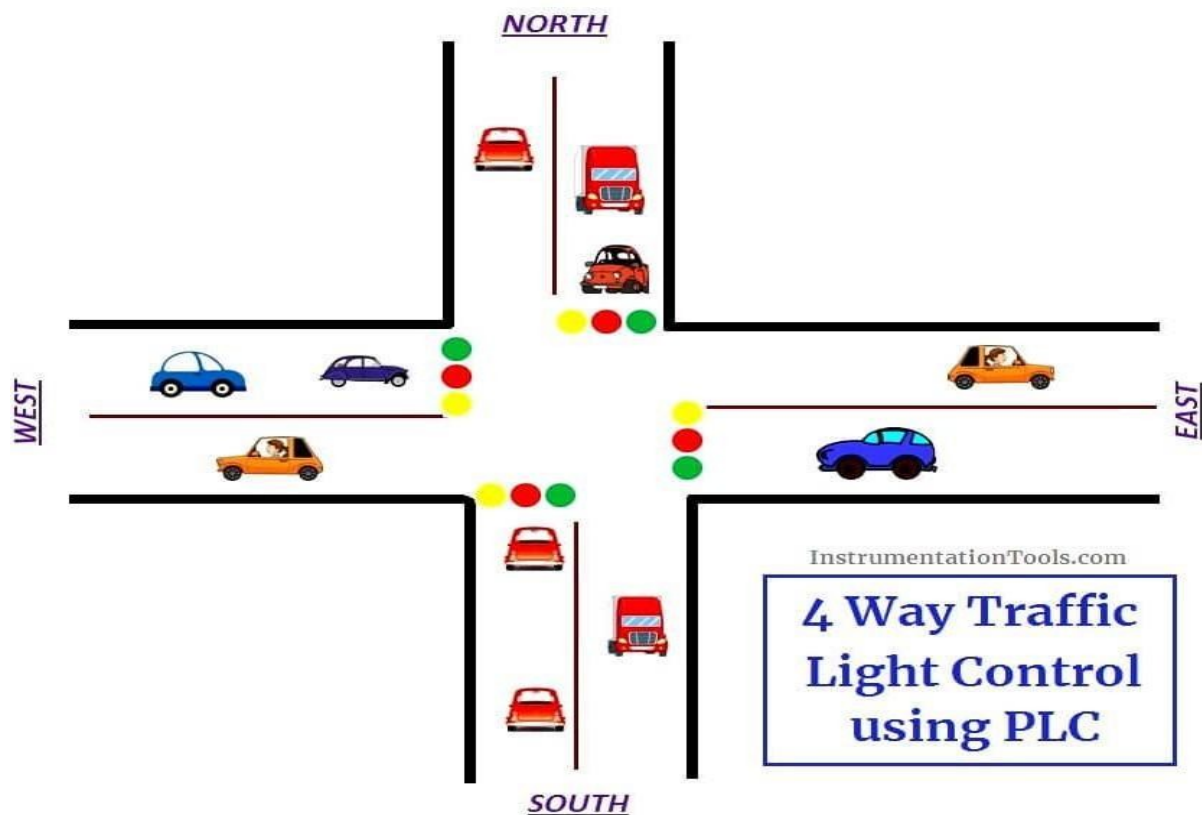 NORTH
WEST
EAST
InstrumentationTools.com
4 Way Traffic
Light Control
using PLC
SOUTH